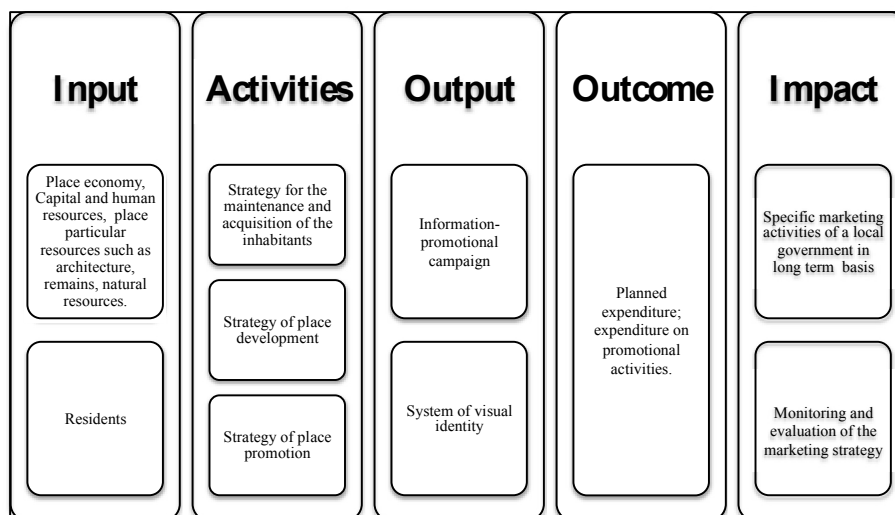 Input
Place economy,
Capital and human
resources, place
particular
resources such as
architecture,
remains, natural
resources.
Residents
Activities
Strategy for the
maintenance and
acquisition of the
inhabitants
Strategy of place
development
Strategy of place
promotion
Output
Information-
promotional
campaign
System of visual
identity
Outcome
Planned
expenditure;
expenditure on
promotional
activities.
Impact
Specific marketing
activities of a local
government in
long term basis
Monitoring and
evaluation of the
marketing strategy